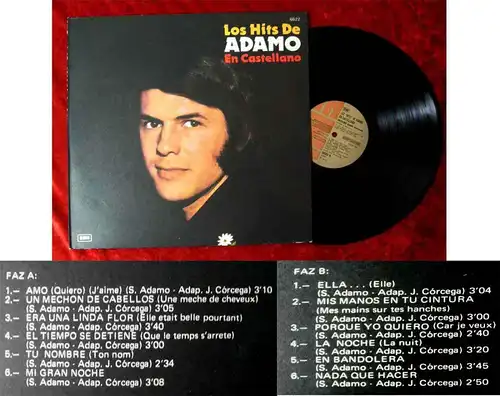 6622
Los Hits De
ADAMO
En Castellano
EMI
FAZ A:
1.— AMO (Quiero) (J'aime) (S. Adamo - Adap. J. Córcega) 3'10
2.— UN MECHON DE CABELLOS (Une meche de cheveux)
(S. Adamo - Adap. J. Córcega) 3'05
3.— ERA UNA LINDA FLOR (Elle etait belle pourtant)
(S. Adamo - Adap. J. Córcega) 3'40
4.— EL TIEMPO SE DETIENE (Que le temps s'arrete)
(S. Adamo - Adap. J. Córcega) 3'15
5.— TU NOMBRE (Ton nom)
(S. Adamo - Adap. J. Córcega) 2'34
6.— MI GRAN NOCHE
(S. Adamo - Adap. J. Córcega) 3'08
FAZ B:
1.— ELLA . . . (Elle)
(S. Adamo - Adap. J. Córcega) 3'04
2.— MIS MANOS EN TU CINTURA
(Mes mains sur tes hanches)
(S. Adamo - Adap. J. Córcega) 3'00
3.— PORQUE YO QUIERO (Car je veux)
(S. Adamo - Adap. J. Córcega) 2'40
4.— LA NOCHE (La nuit)
(S. Adamo - Adap. J. Córcega) 3'20
5.— EN BANDOLERA
(S. Adamo - Adap. J. Córcega) 3'45
6.— NADA QUE HACER
(S. Adamo - Adap. J. Córcega) 2'50